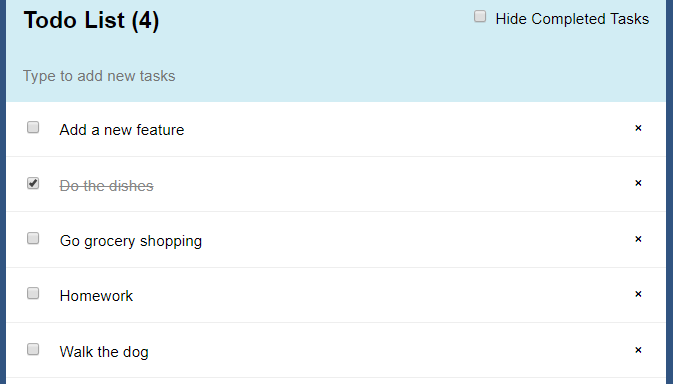 Todo List (4)
Hide Completed Tasks
Type to add new tasks
Add a new feature ×
Do the dishes ×
Go grocery shopping ×
Homework ×
Walk the dog ×